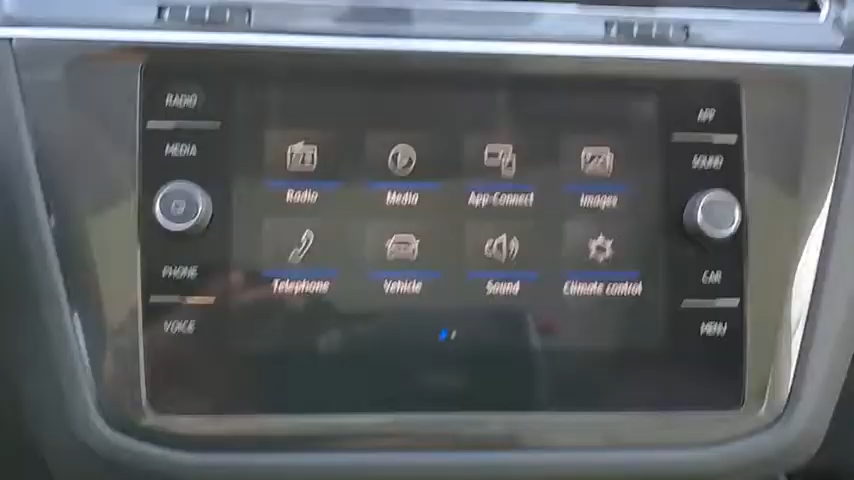 RADIO
MEDIA
PHONE
VOICE
Radio Media App-Connect Images
Telephone Vehicle Sound Climate control
APP
SOUND
CAR
MENU